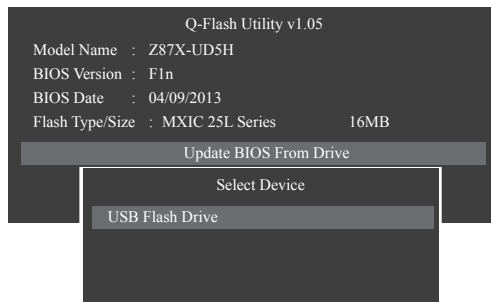 Q-Flash Utility v1.05
Model Name : Z87X-UD5H
BIOS Version : F1n
BIOS Date : 04/09/2013
Flash Type/Size : MXIC 25L Series 16MB
Update BIOS From Drive
Select Device
USB Flash Drive